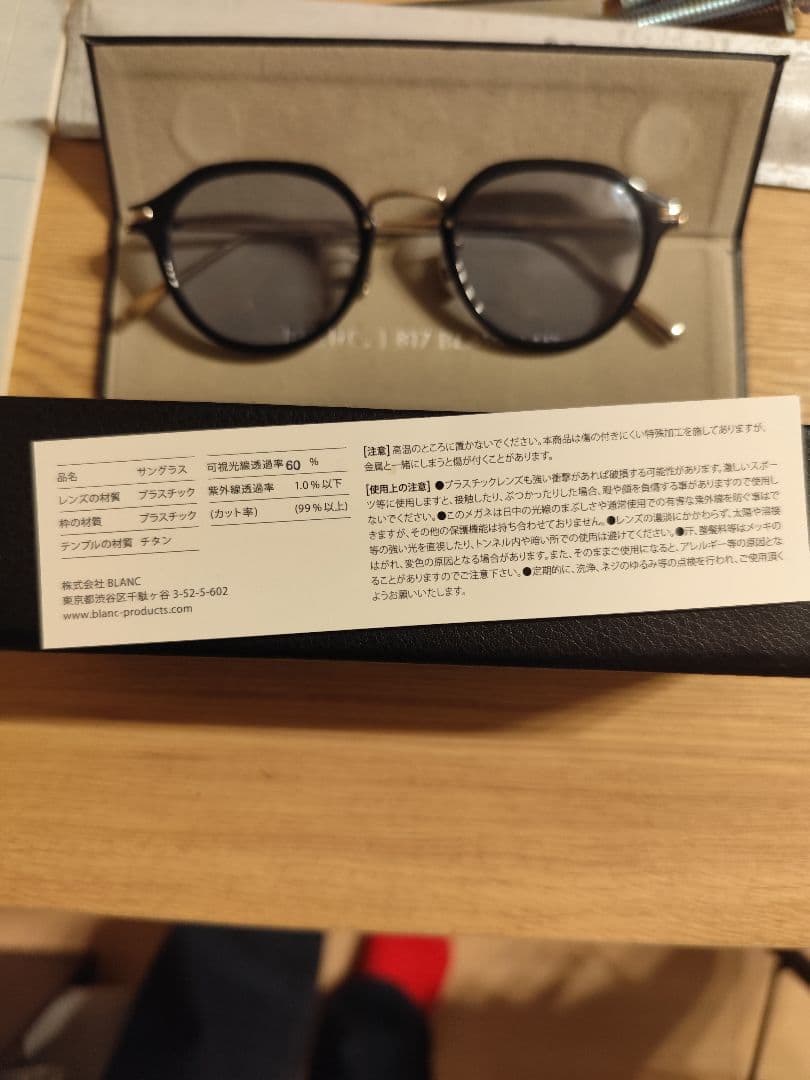 品名 サングラス
レンズの材質 プラスチック
枠の材質 プラスチック
テンプルの材質 チタン
株式会社 BLANC
東京都渋谷区千駄ヶ谷 3-52-5-602
www.blanc-products.com
可視光線透過率 60 %
紫外線透過率 1.0%以下
(カット率) (99%以上)
[注意] 高温のところに置かないでください。本商品は傷の付きにくい特殊加工を施してありますが、
金属と一緒にしまうと傷が付くことがあります。
[使用上の注意] ●プラスチックレンズも強い衝撃があれば破損する可能性があります。激しいスポー
ツ等に使用しますと、接触したり、ぶつかったりした場合、眼や顔を負傷する事がありますので使用し
ないでください。●このメガネは日中の光線のまぶしさや通常使用での有害な紫外線を防ぐ事はで
きますが、その他の保護機能は持ち合わせておりません。●レンズの濃淡にかかわらず、太陽や溶接
等の強い光を直視したり、トンネル内や暗い所での使用は避けてください。●汗、整髪料等はメッキの
はがれ、変色の原因となる場合があります。また、そのままご使用になると、アレルギー等の原因とな
ることがありますのでご注意下さい。●定期的に、洗浄、ネジのゆるみ等の点検を行われ、ご使用頂く
ようお願いいたします。